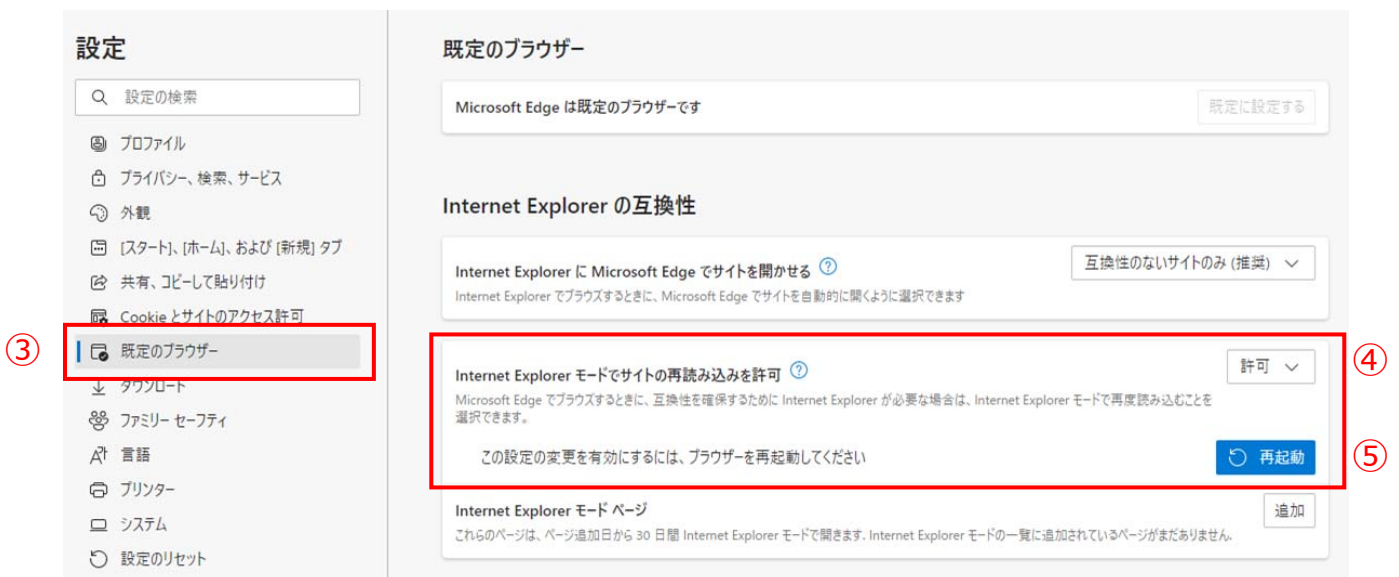 設定
設定の検索
プロファイル
プライバシー、検索、サービス
外観
[スタート]、[ホーム]、および [新規] タブ
共有、コピーして貼り付け
Cookie とサイトのアクセス許可
③
既定のブラウザー
ダウンロード
ファミリー セーフティ
言語
プリンター
システム
設定のリセット
既定のブラウザー
Microsoft Edge は既定のブラウザーです
既定に設定する
Internet Explorer の互換性
Internet Explorer に Microsoft Edge でサイトを開かせる
互換性のないサイトのみ (推奨)
Internet Explorer でブラウズするときに、Microsoft Edge でサイトを自動的に開くように選択できます
Internet Explorer モードでサイトの再読み込みを許可
許可
④
Microsoft Edge でブラウズするときに、互換性を確保するために Internet Explorer が必要な場合は、Internet Explorer モードで再度読み込むことを
選択できます。
この設定の変更を有効にするには、ブラウザーを再起動してください
再起動
⑤
Internet Explorer モード ページ
追加
これらのページは、ページ追加日から 30 日間 Internet Explorer モードで開きます. Internet Explorer モードの一覧に追加されているページがまだありません.